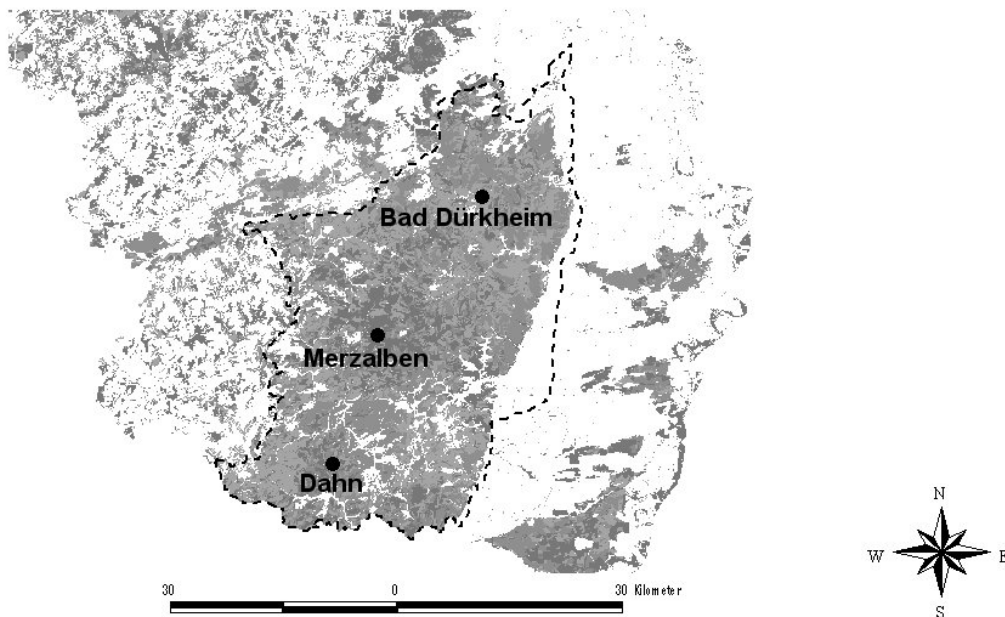 Bad Dürkheim
Merzalben
Dahn
N
W E
S
30 0 30 Kilometer